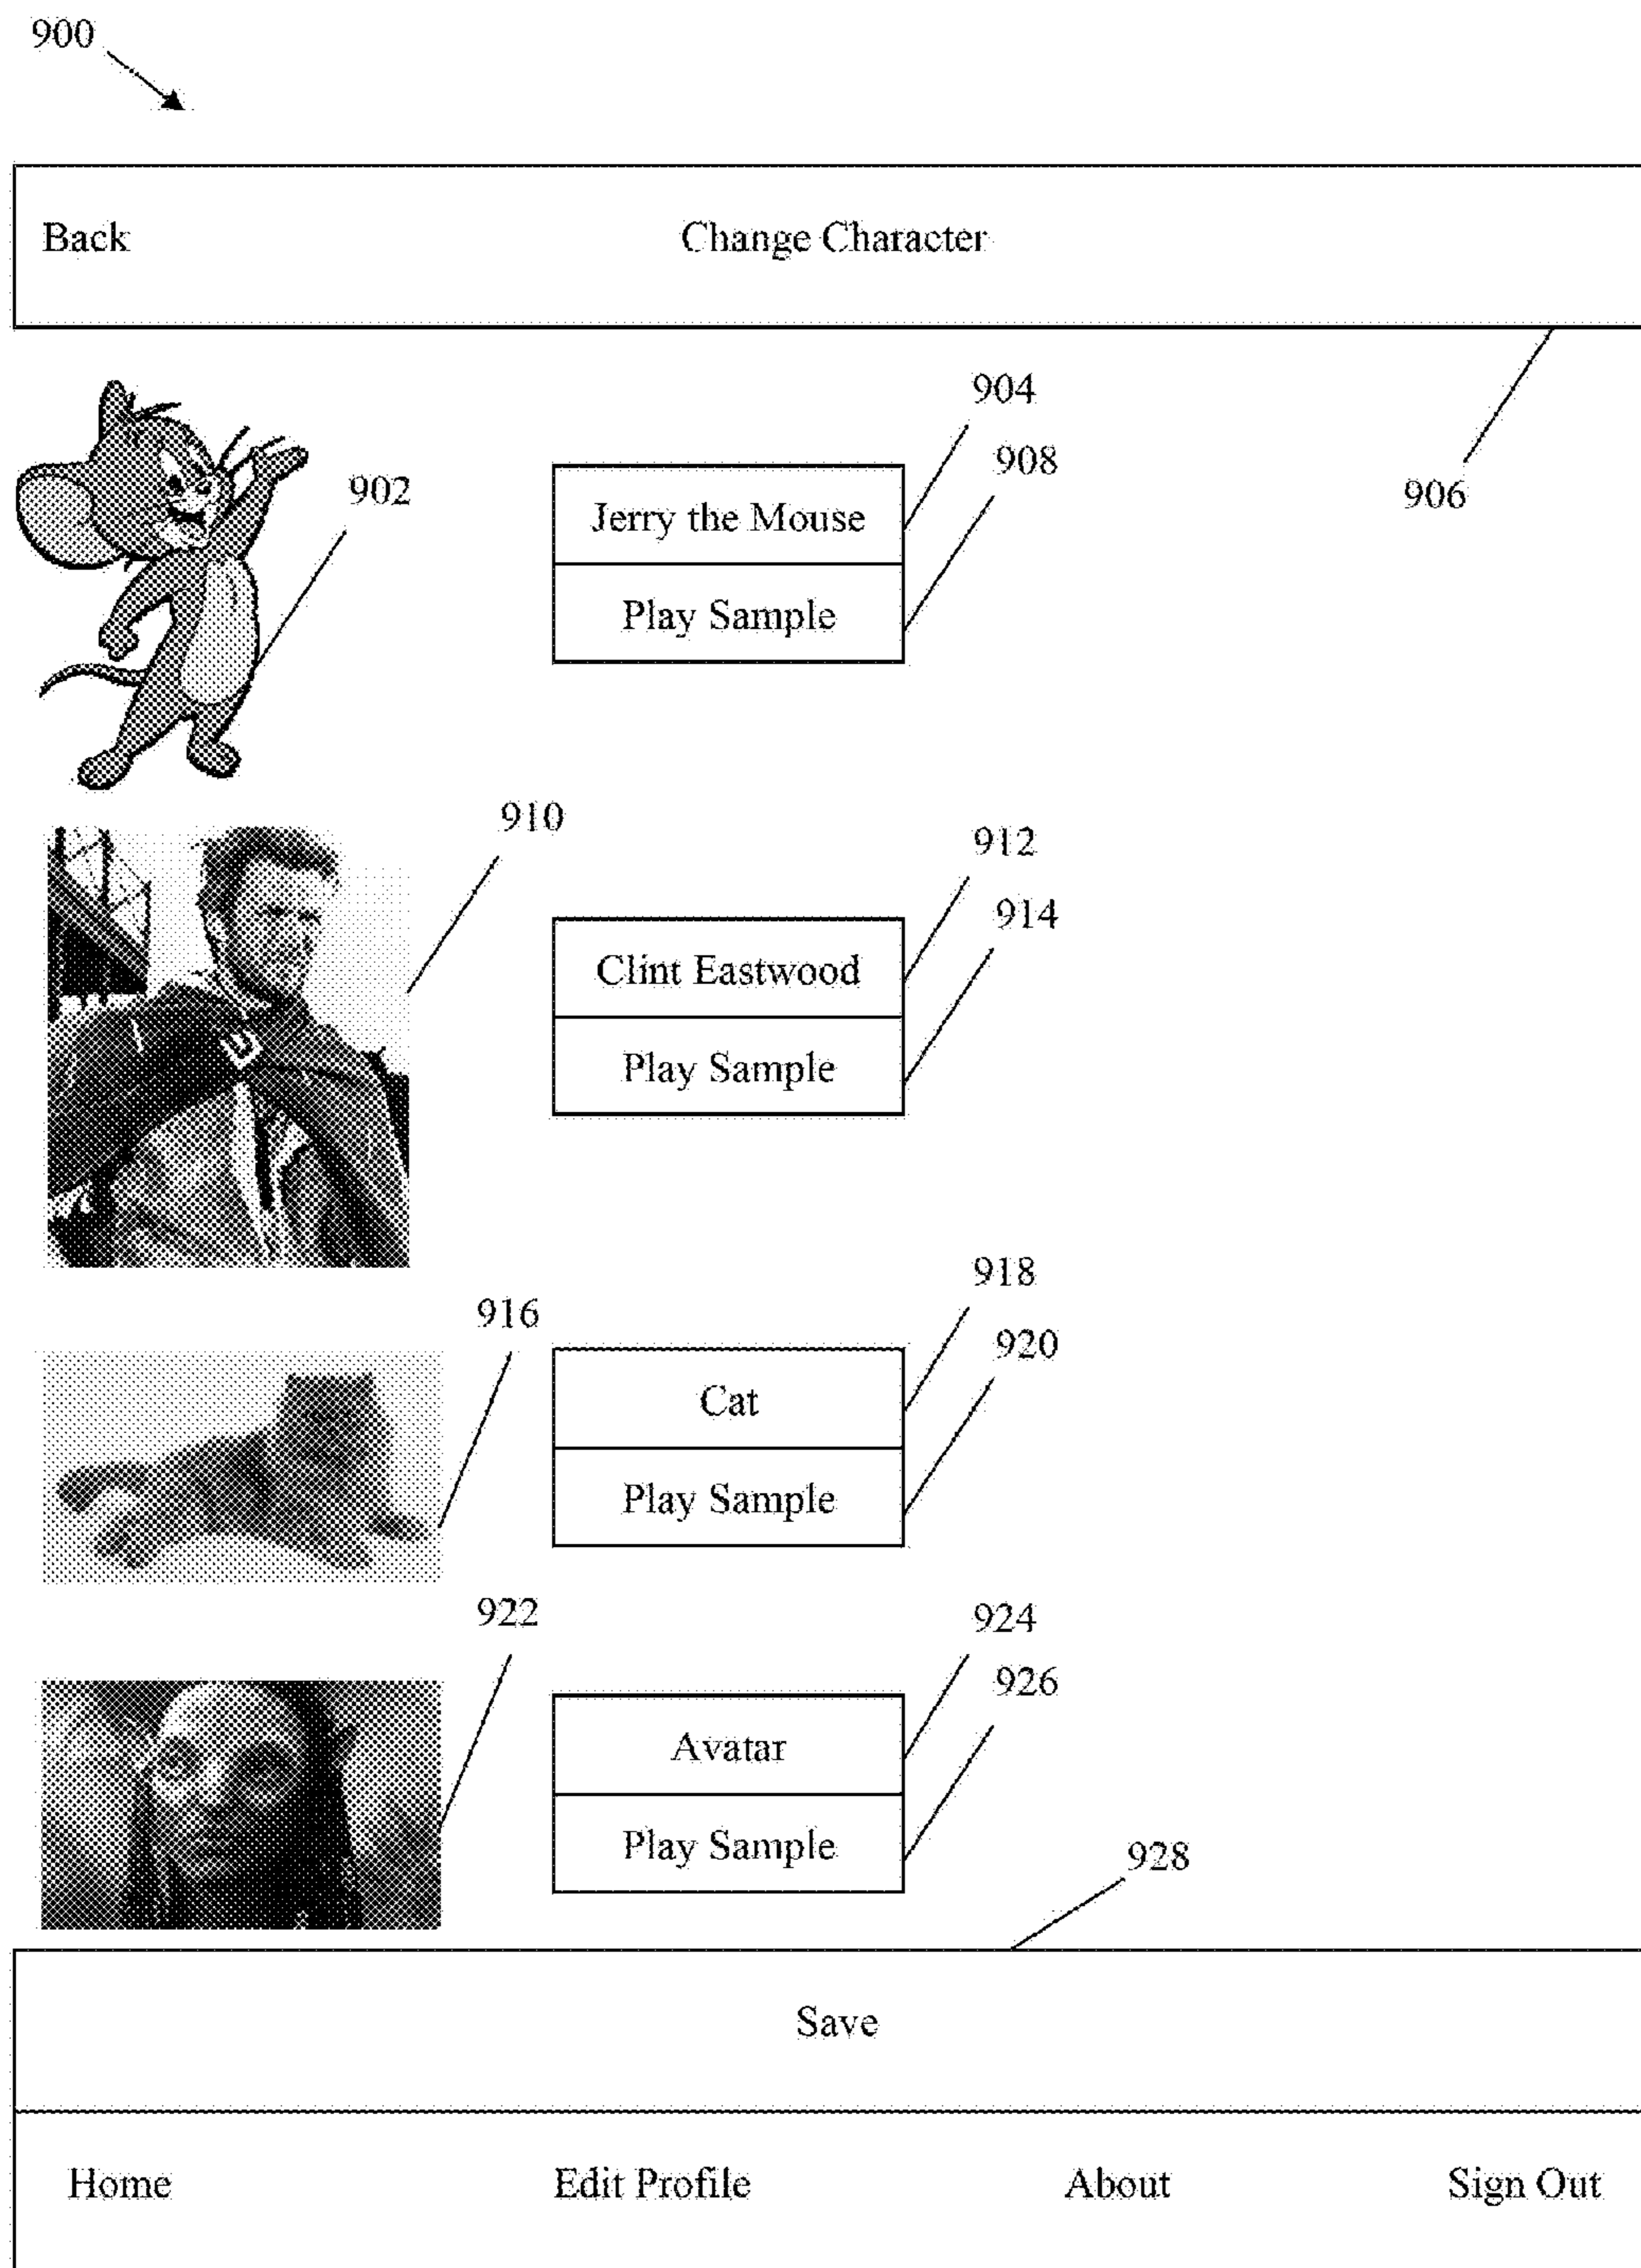 900
Back Change Character
904
908
902
906
Jerry the Mouse
Play Sample
910
912
914
Clint Eastwood
Play Sample
918
916
920
Cat
Play Sample
922
924
926
Avatar
Play Sample
928
Save
Home Edit Profile About Sign Out